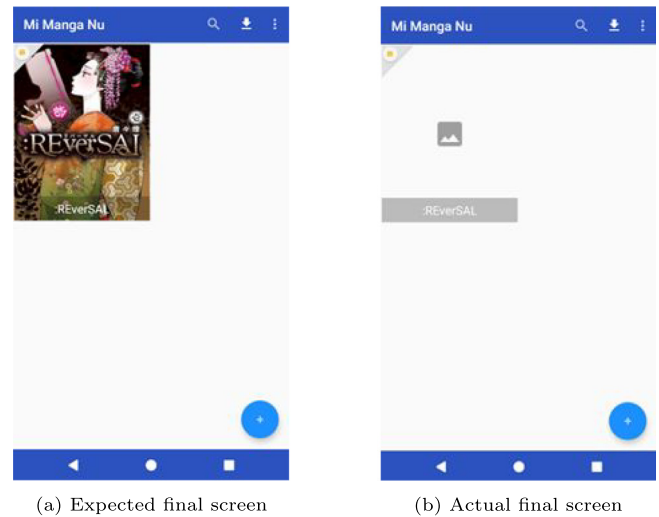 Mi Manga Nu
:REverSAL
:REverSAL
(a) Expected final screen
Mi Manga Nu
:REverSAL
(b) Actual final screen